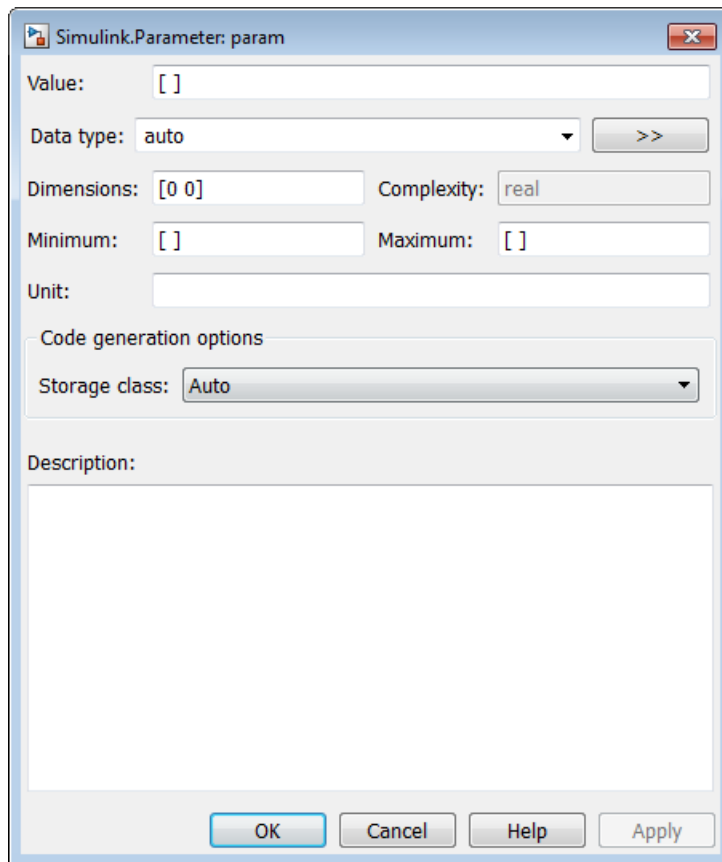 Simulink.Parameter: param
Value: [ ]
Data type: auto >>
Dimensions: [0 0] Complexity: real
Minimum: [ ] Maximum: [ ]
Unit:
Code generation options
Storage class: Auto
Description:
OK Cancel Help Apply